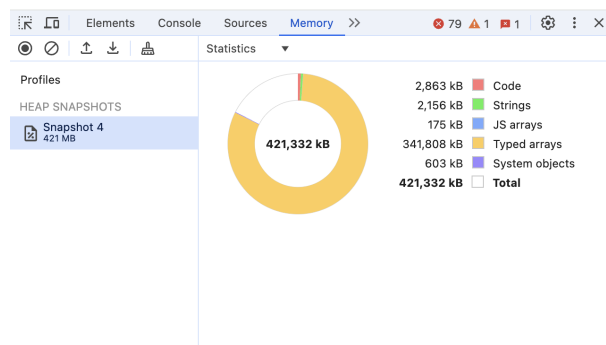 Elements Console Sources Memory 79 1 1
Statistics
Profiles
HEAP SNAPSHOTS
Snapshot 4
421 MB
421,332 kB
2,863 kB Code
2,156 kB Strings
175 kB JS arrays
341,808 kB Typed arrays
603 kB System objects
421,332 kB Total